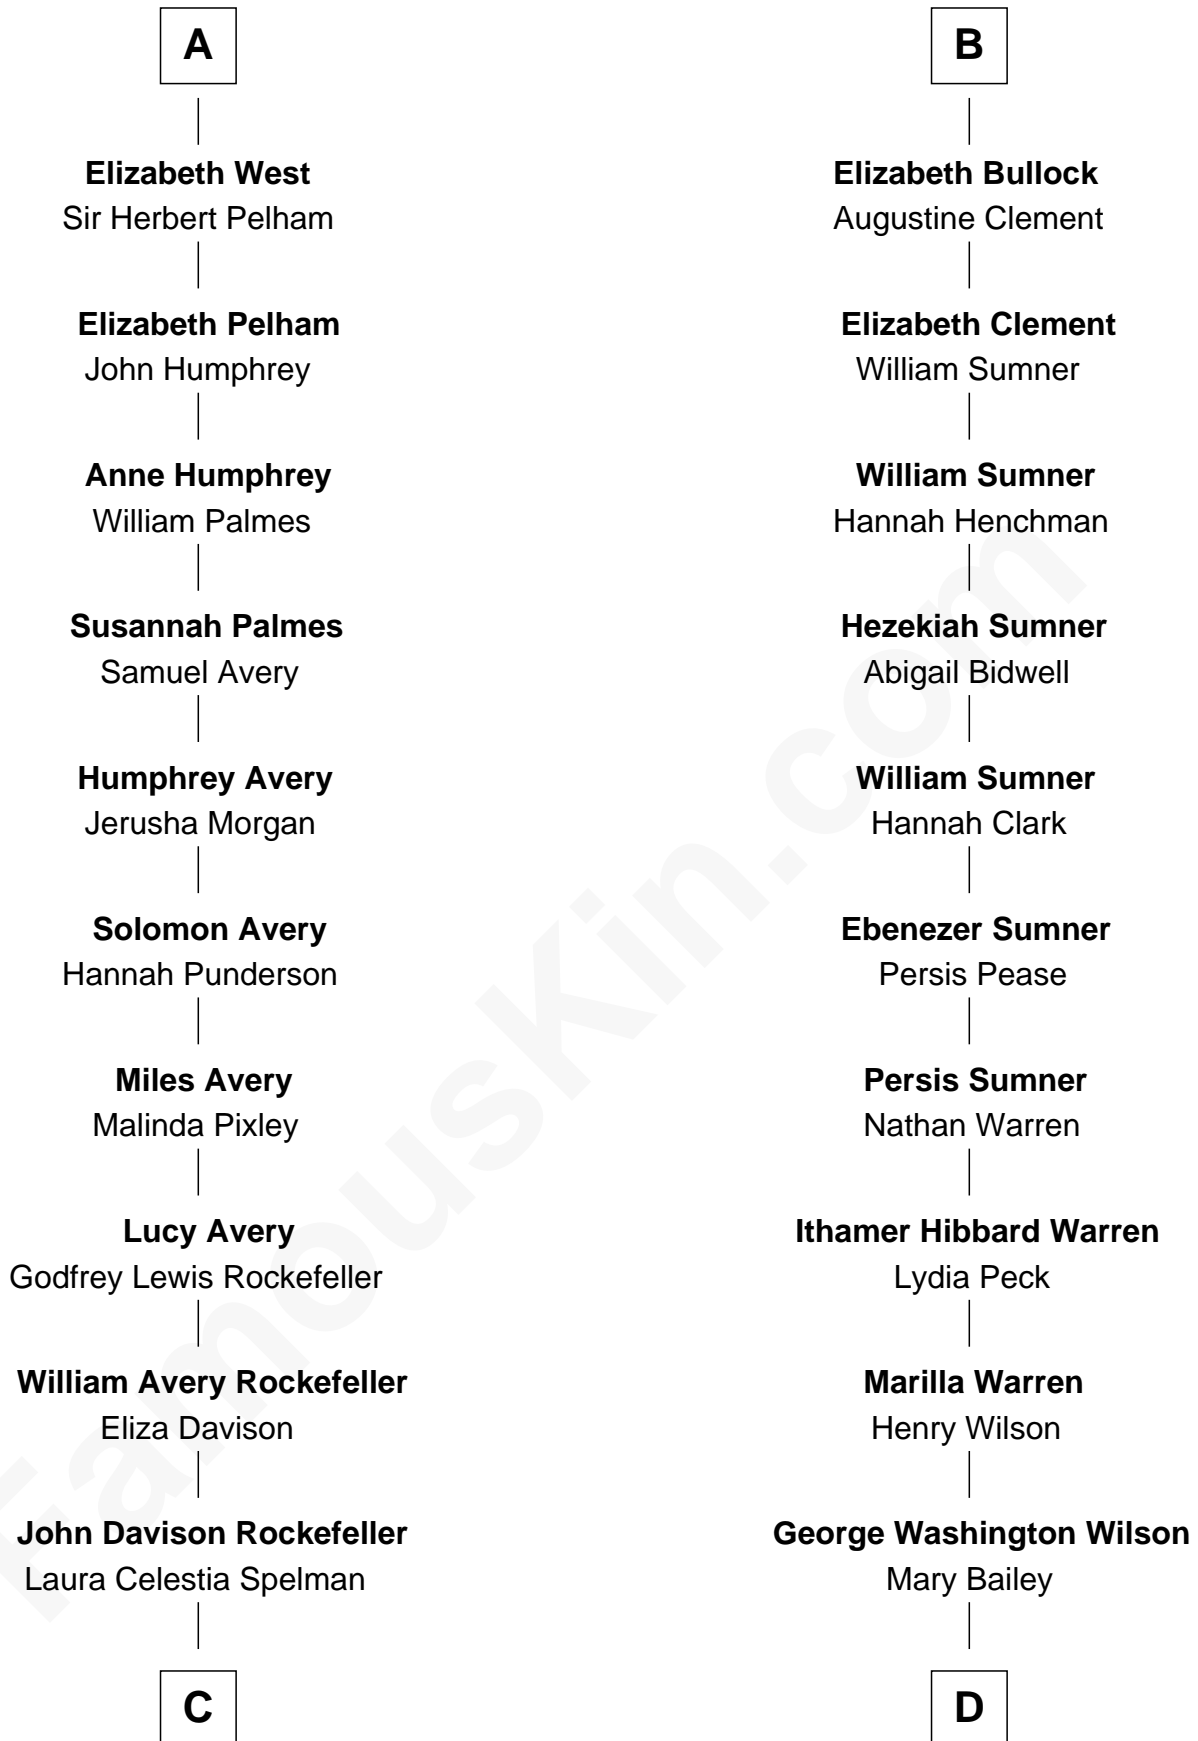 A
Elizabeth West
Sir Herbert Pelham
Elizabeth Pelham
John Humphrey
Anne Humphrey
William Palmes
Susannah Palmes
Samuel Avery
Humphrey Avery
Jerusha Morgan
Solomon Avery
Hannah Punderson
Miles Avery
Malinda Pixley
Lucy Avery
Godfrey Lewis Rockefeller
William Avery Rockefeller
Eliza Davison
John Davison Rockefeller
Laura Celestia Spelman
C
B
Elizabeth Bullock
Augustine Clement
Elizabeth Clement
William Sumner
William Sumner
Hannah Henchman
Hezekiah Sumner
Abigail Bidwell
William Sumner
Hannah Clark
Ebenezer Sumner
Persis Pease
Persis Sumner
Nathan Warren
Ithamer Hibbard Warren
Lydia Peck
Marilla Warren
Henry Wilson
George Washington Wilson
Mary Bailey
D
FamousKin.com